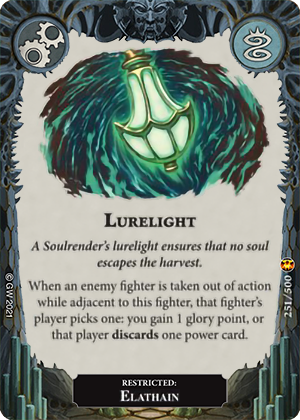 Lurelight
A Soulrender's lurelight ensures that no soul
escapes the harvest.
When an enemy fighter is taken out of action
while adjacent to this fighter, that fighter's
player picks one: you gain 1 glory point, or
that player discards one power card.
RESTRICTED:
Elathain
© GW 2021
251/500